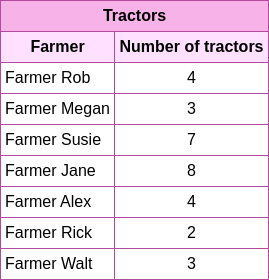 Tractors
Farmer Number of tractors
Farmer Rob 4
Farmer Megan 3
Farmer Susie 7
Farmer Jane 8
Farmer Alex 4
Farmer Rick 2
Farmer Walt 3